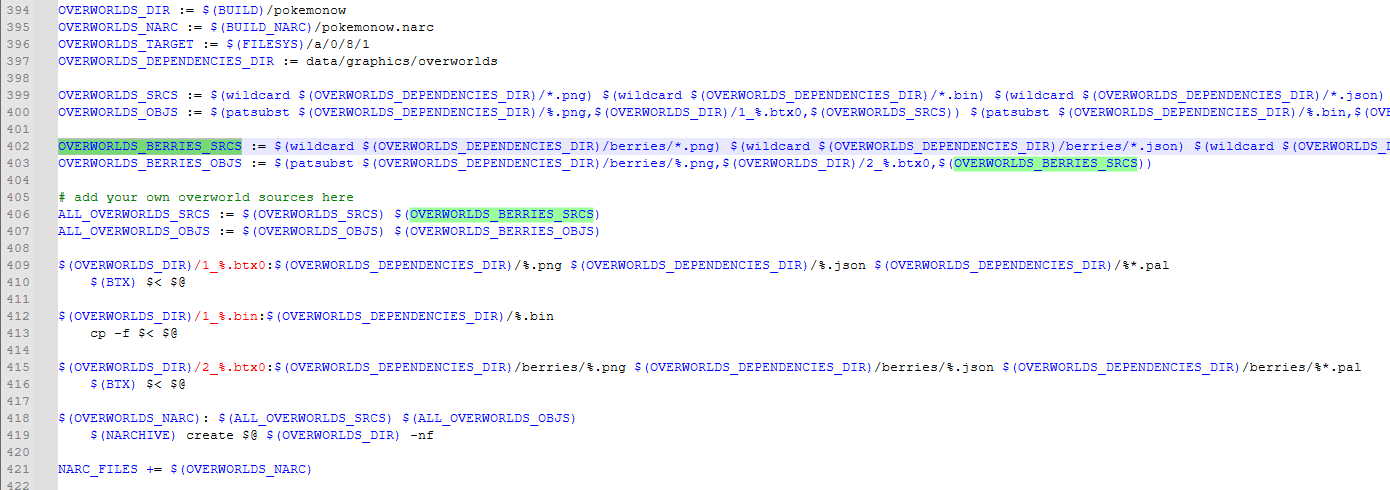 394 OVERWORLDS_DIR := $(BUILD)/pokemonow
395 OVERWORLDS_NARC := $(BUILD_NARC)/pokemonow.narc
396 OVERWORLDS_TARGET := $(FILESYS)/a/0/8/1
397 OVERWORLDS_DEPENDENCIES_DIR := data/graphics/overworlds
398
399 OVERWORLDS_SRCS := $(wildcard $(OVERWORLDS_DEPENDENCIES_DIR)/*.png) $(wildcard $(OVERWORLDS_DEPENDENCIES_DIR)/*.bin) $(wildcard $(OVERWORLDS_DEPENDENCIES_DIR)/*.json)
400 OVERWORLDS_OBJS := $(patsubst $(OVERWORLDS_DEPENDENCIES_DIR)/%.png,$(OVERWORLDS_DIR)/1_%.btx0,$(OVERWORLDS_SRCS)) $(patsubst $(OVERWORLDS_DEPENDENCIES_DIR)/%.bin,$(OVE
401
402 OVERWORLDS_BERRIES_SRCS := $(wildcard $(OVERWORLDS_DEPENDENCIES_DIR)/berries/*.png) $(wildcard $(OVERWORLDS_DEPENDENCIES_DIR)/berries/*.json) $(wildcard $(OVERWORLDS_D
403 OVERWORLDS_BERRIES_OBJS := $(patsubst $(OVERWORLDS_DEPENDENCIES_DIR)/berries/%.png,$(OVERWORLDS_DIR)/2_%.btx0,$(OVERWORLDS_BERRIES_SRCS))
404
405 # add your own overworld sources here
406 ALL_OVERWORLDS_SRCS := $(OVERWORLDS_SRCS) $(OVERWORLDS_BERRIES_SRCS)
407 ALL_OVERWORLDS_OBJS := $(OVERWORLDS_OBJS) $(OVERWORLDS_BERRIES_OBJS)
408
409 $(OVERWORLDS_DIR)/1_%.btx0:$(OVERWORLDS_DEPENDENCIES_DIR)/%.png $(OVERWORLDS_DEPENDENCIES_DIR)/%.json $(OVERWORLDS_DEPENDENCIES_DIR)/%*.pal
410 $(BTX) $< $@
411
412 $(OVERWORLDS_DIR)/1_%.bin:$(OVERWORLDS_DEPENDENCIES_DIR)/%.bin
413 cp -f $< $@
414
415 $(OVERWORLDS_DIR)/2_%.btx0:$(OVERWORLDS_DEPENDENCIES_DIR)/berries/%.png $(OVERWORLDS_DEPENDENCIES_DIR)/berries/%.json $(OVERWORLDS_DEPENDENCIES_DIR)/berries/%*.pal
416 $(BTX) $< $@
417
418 $(OVERWORLDS_NARC): $(ALL_OVERWORLDS_SRCS) $(ALL_OVERWORLDS_OBJS)
419 $(NARCHIVE) create $@ $(OVERWORLDS_DIR) -nf
420
421 NARC_FILES += $(OVERWORLDS_NARC)
422